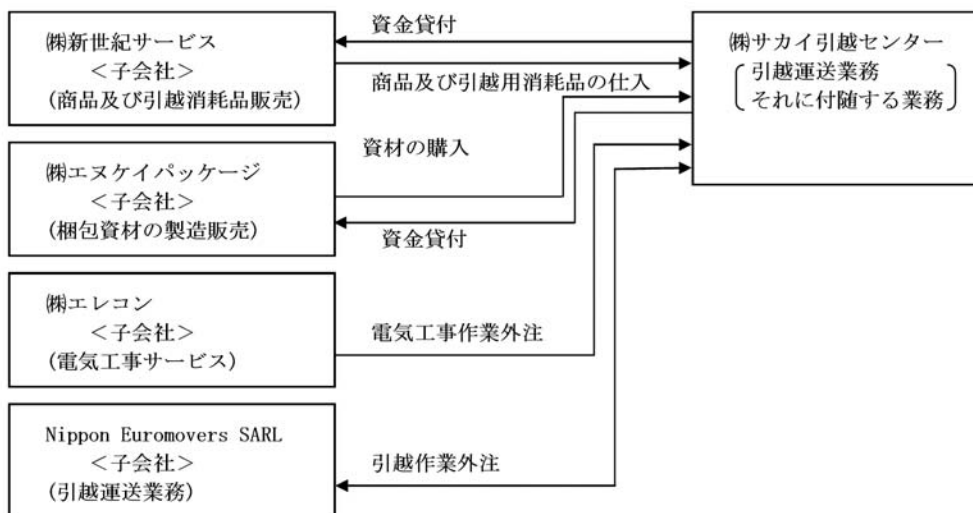 資金貸付
㈱新世紀サービス
＜子会社＞
(商品及び引越消耗品販売)
㈱サカイ引越センター
引越運送業務
それに付随する業務
商品及び引越用消耗品の仕入
資材の購入
㈱エヌケイパッケージ
＜子会社＞
(梱包資材の製造販売)
資金貸付
㈱エレコン
＜子会社＞
(電気工事サービス)
電気工事作業外注
Nippon Euromovers SARL
＜子会社＞
(引越運送業務)
引越作業外注